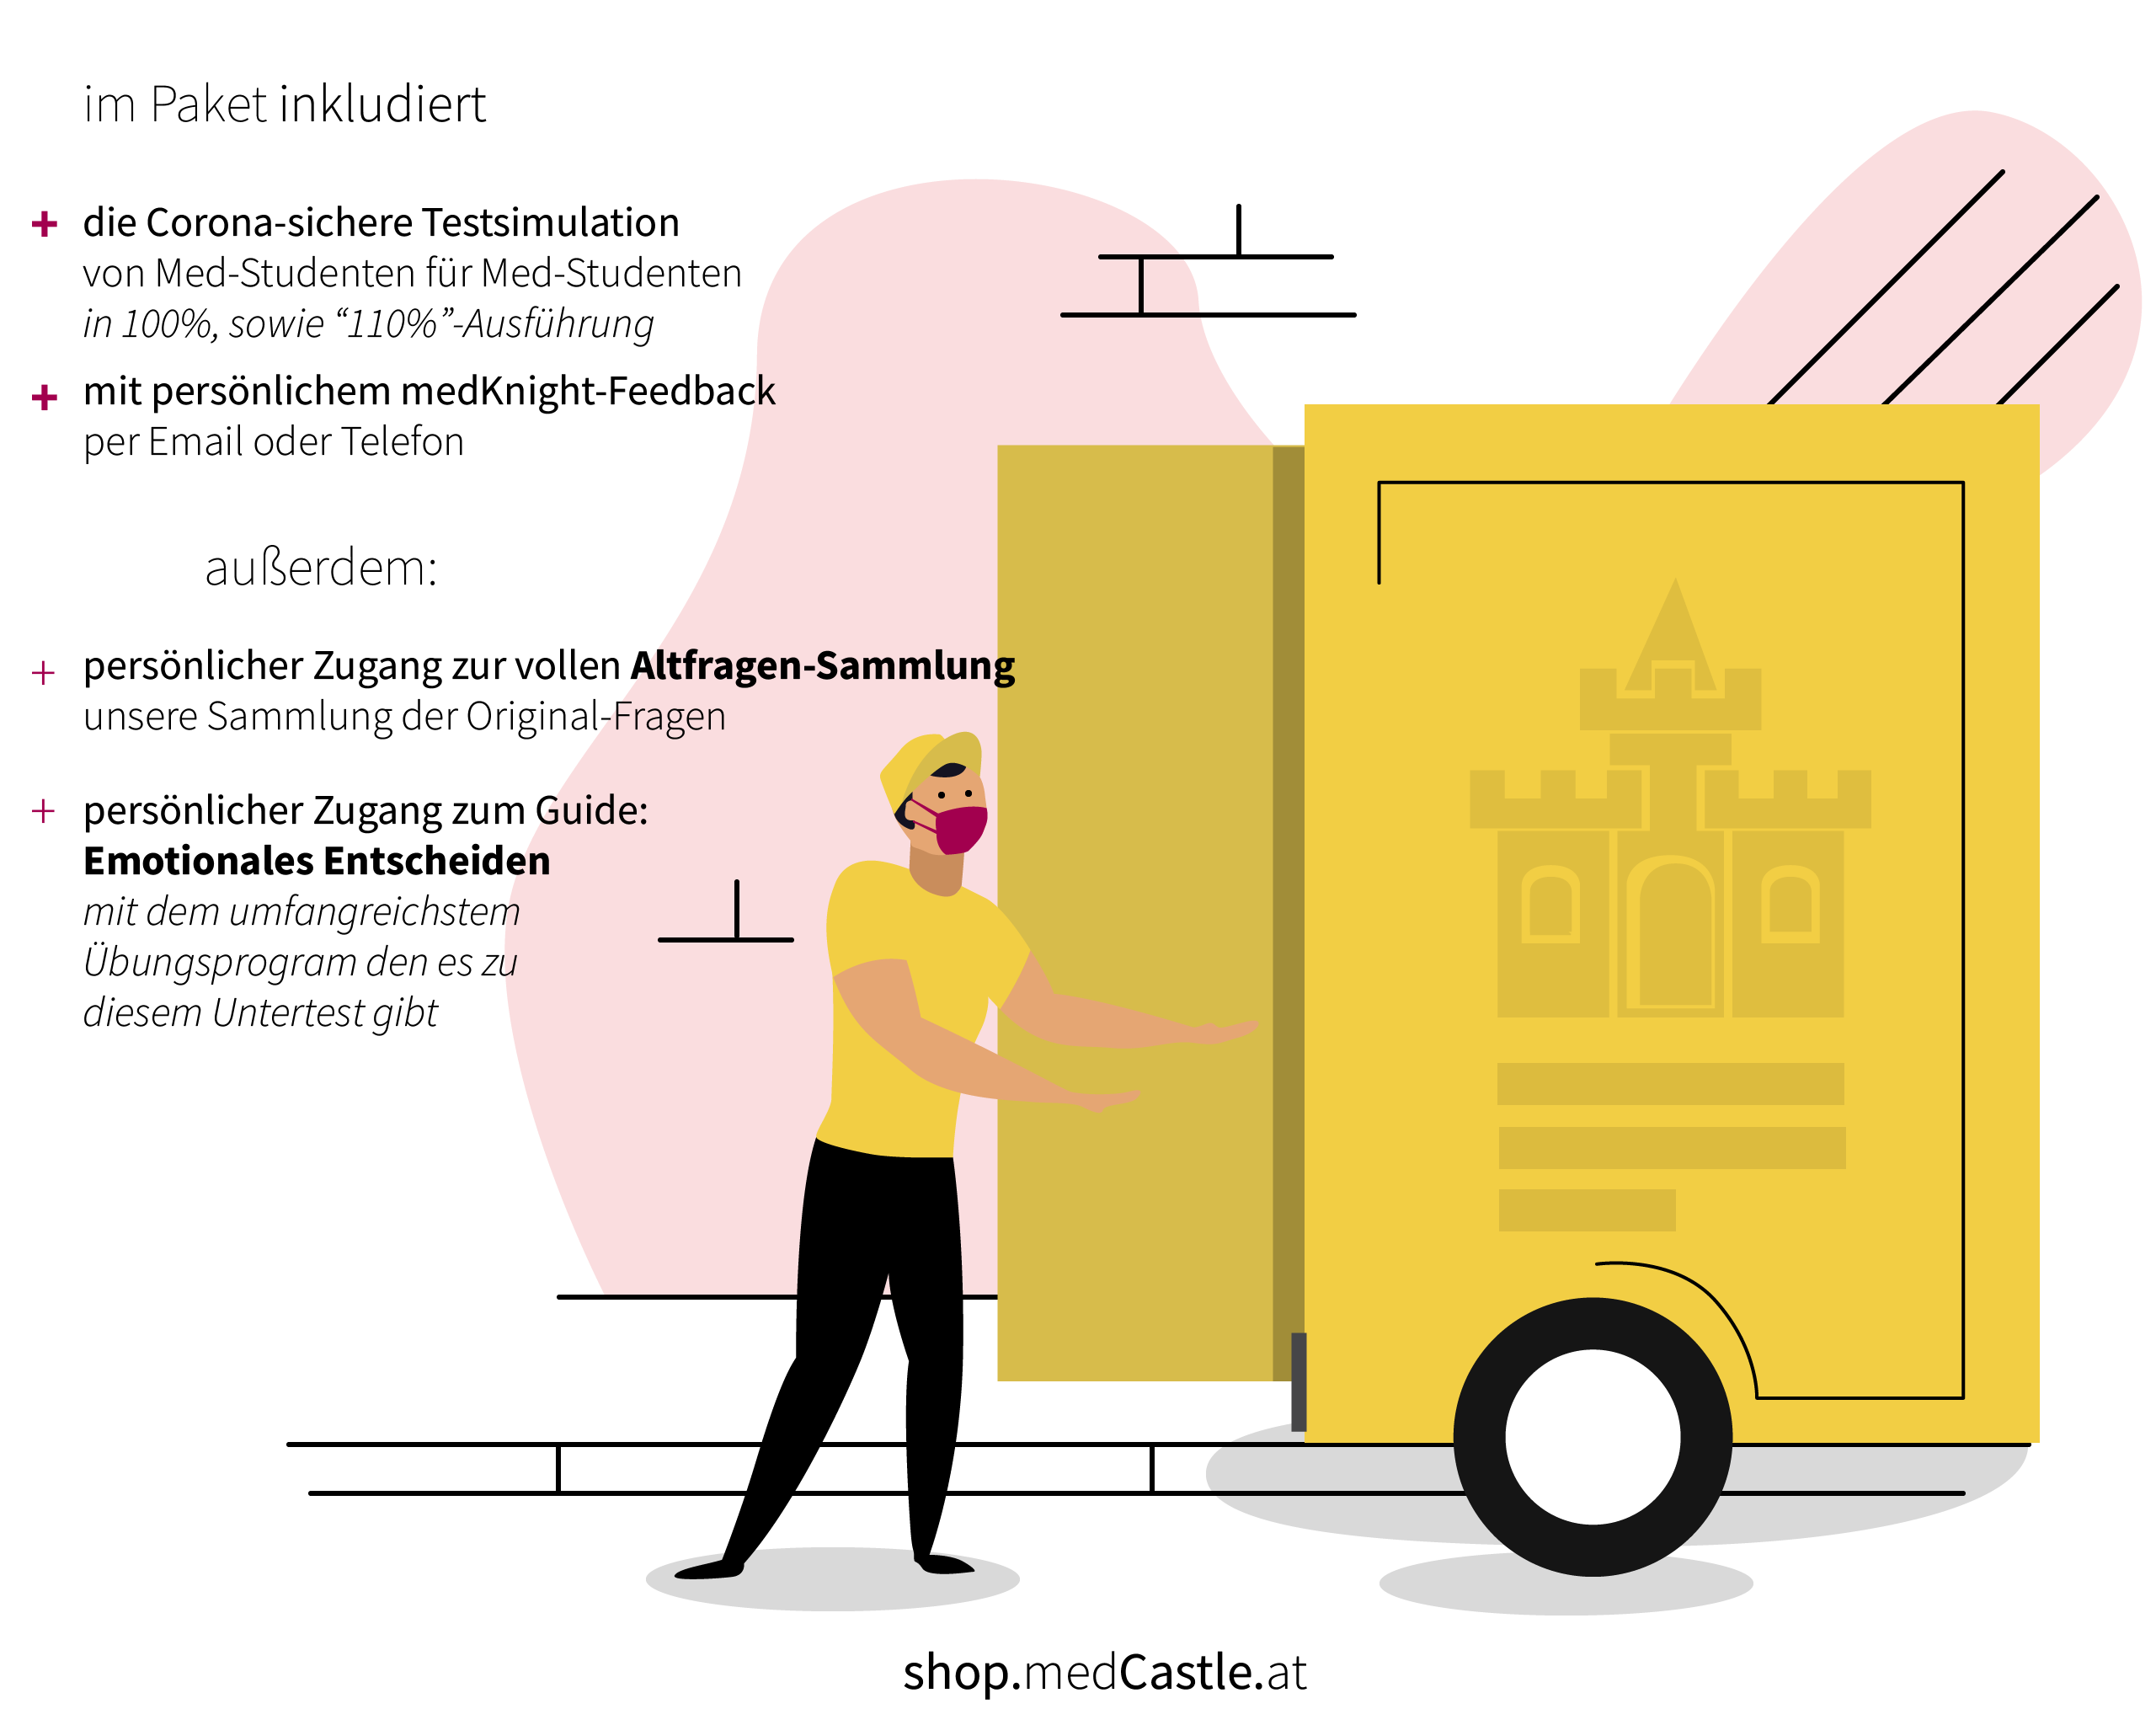 im Paket inkludiert
+ die Corona-sichere Testsimulation
von Med-Studenten für Med-Studenten
in 100%, sowie “110%”-Ausführung
+ mit persönlichem medKnight-Feedback
per Email oder Telefon
außerdem:
+ persönlicher Zugang zur vollen Altfragen-Sammlung
unsere Sammlung der Original-Fragen
+ persönlicher Zugang zum Guide:
Emotionales Entscheiden
mit dem umfangreichstem
Übungsprogram den es zu
diesem Untertest gibt
shop.medCastle.at